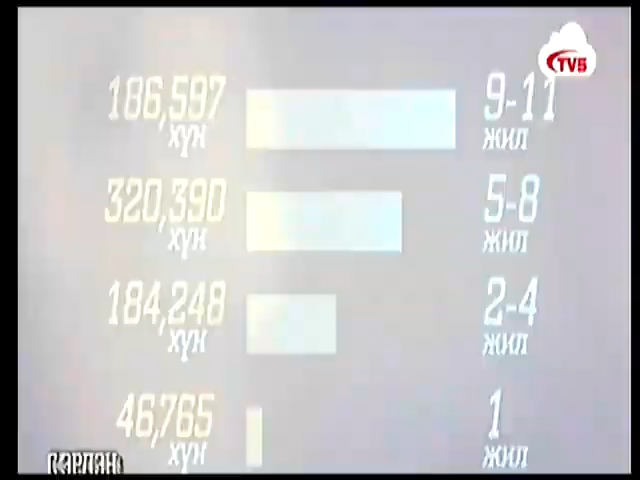 TV5
186,597 9-11
хүн жил
320,390 5-8
хүн жил
184,248 2-4
хүн жил
46,765 1
хүн жил